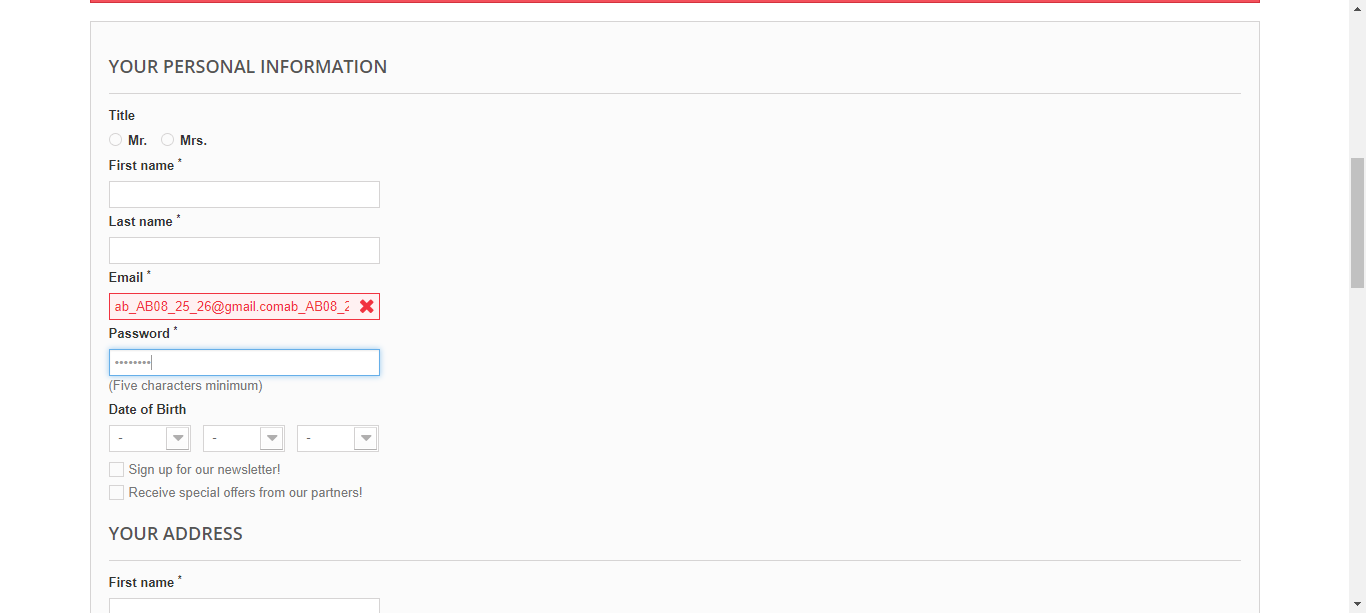 YOUR PERSONAL INFORMATION
Title
Mr. Mrs.
First name *
Last name *
Email *
ab_AB08_25_26@gmail.comab_AB08_2
Password *
••••••••
(Five characters minimum)
Date of Birth
- - -
Sign up for our newsletter!
Receive special offers from our partners!
YOUR ADDRESS
First name *